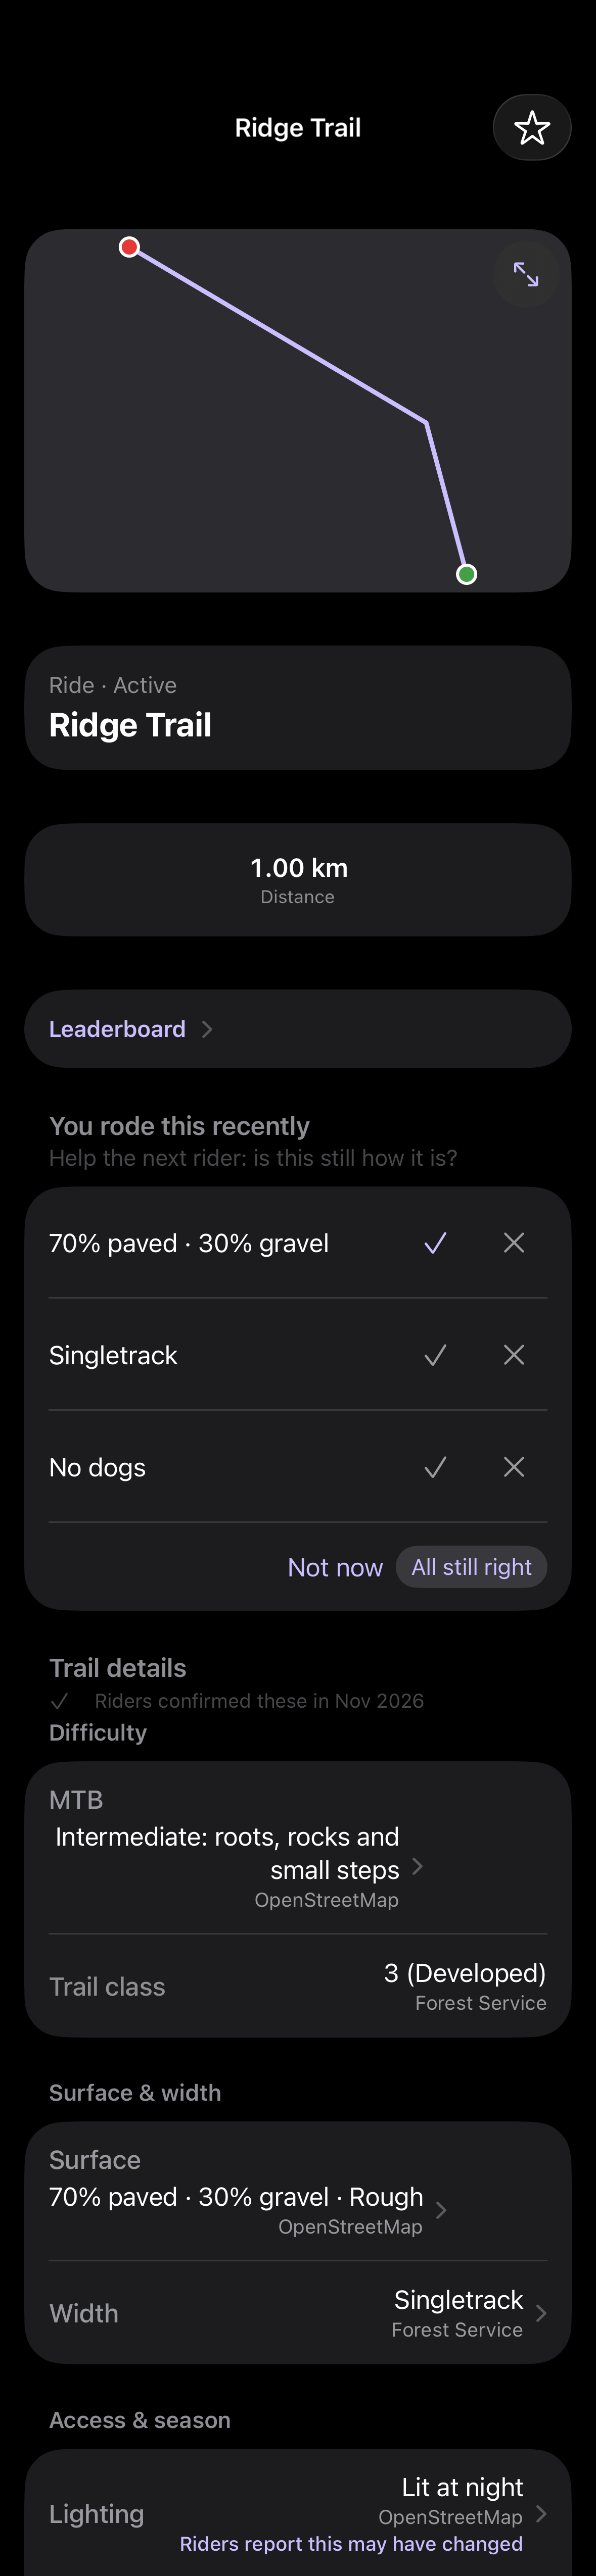 Ridge Trail
Ride · Active
Ridge Trail
1.00 km
Distance
Leaderboard
You rode this recently
Help the next rider: is this still how it is?
70% paved · 30% gravel
Singletrack
No dogs
Not now
All still right
Trail details
Riders confirmed these in Nov 2026
Difficulty
MTB
Intermediate: roots, rocks and
small steps
OpenStreetMap
Trail class
3 (Developed)
Forest Service
Surface & width
Surface
70% paved · 30% gravel · Rough
OpenStreetMap
Width
Singletrack
Forest Service
Access & season
Lighting
Lit at night
OpenStreetMap
Riders report this may have changed